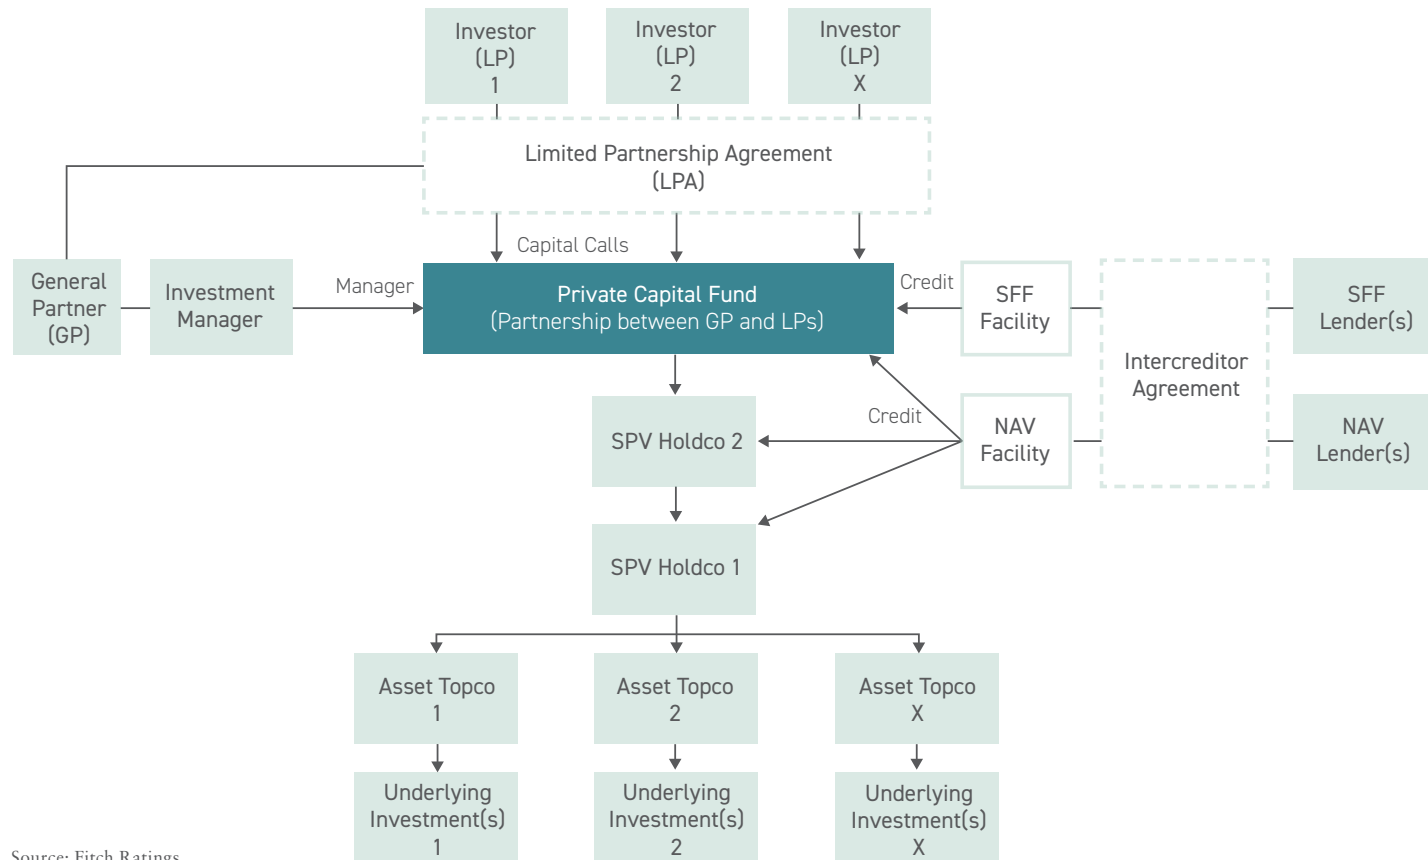 Investor
(LP)
1
Investor
(LP)
2
Investor
(LP)
X
Limited Partnership Agreement
(LPA)
Capital Calls
General
Partner
(GP)
Investment
Manager
Manager
Private Capital Fund
(Partnership between GP and LPs)
Credit
SFF
Facility
Intercreditor
Agreement
SFF
Lender(s)
SPV Holdco 2
Credit
NAV
Facility
NAV
Lender(s)
SPV Holdco 1
Asset Topco
1
Asset Topco
2
Asset Topco
X
Underlying
Investment(s)
1
Underlying
Investment(s)
2
Underlying
Investment(s)
X
Source: Fitch Ratings